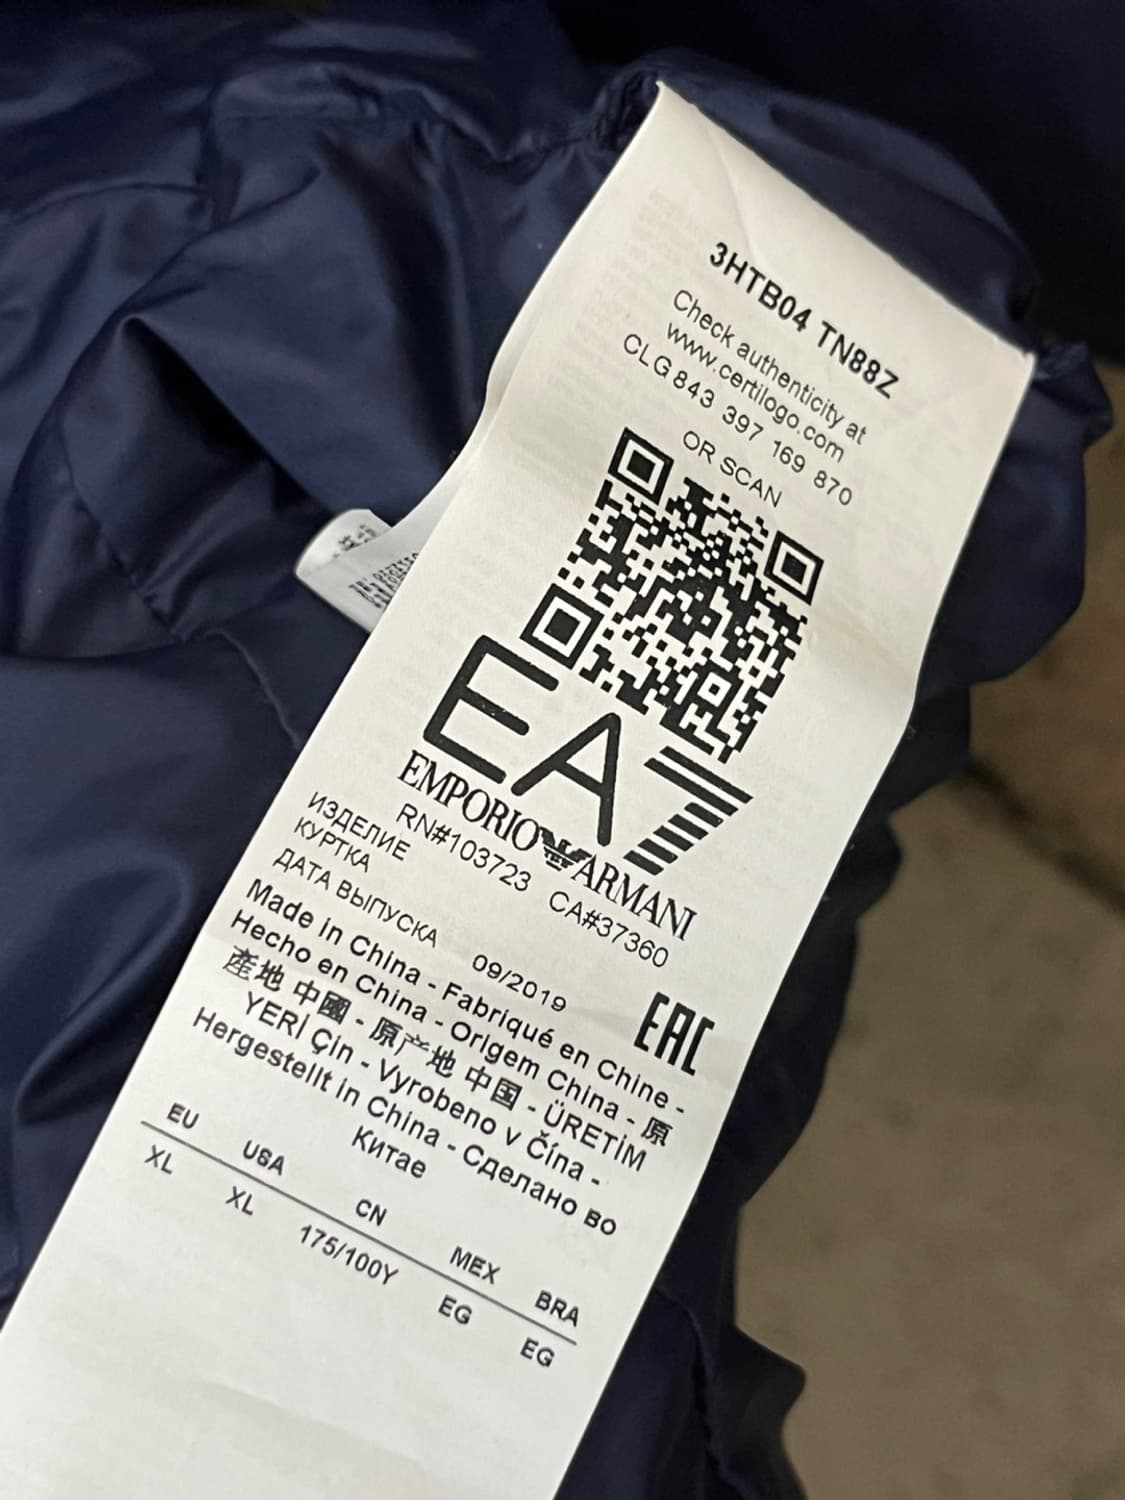 3HTB04 TN88Z
Check authenticity at
www.certilogo.com
CLG 843 397 169 870
OR SCAN
EA7
EMPORIO ARMANI
RN#103723 CA#37360
ИЗДЕЛИЕ
КУРТКА
ДАТА ВЫПУСКА 09/2019
EAC
Made in China - Fabriqué en Chine -
Hecho en China - Origem China - 原
產地 中國 - 原产地 中国 - ÜRETİM
YERİ Çin - Vyrobeno v Čína -
Hergestellt in China - Сделано во
Китае
EU USA CN MEX BRA
XL XL 175/100Y EG EG